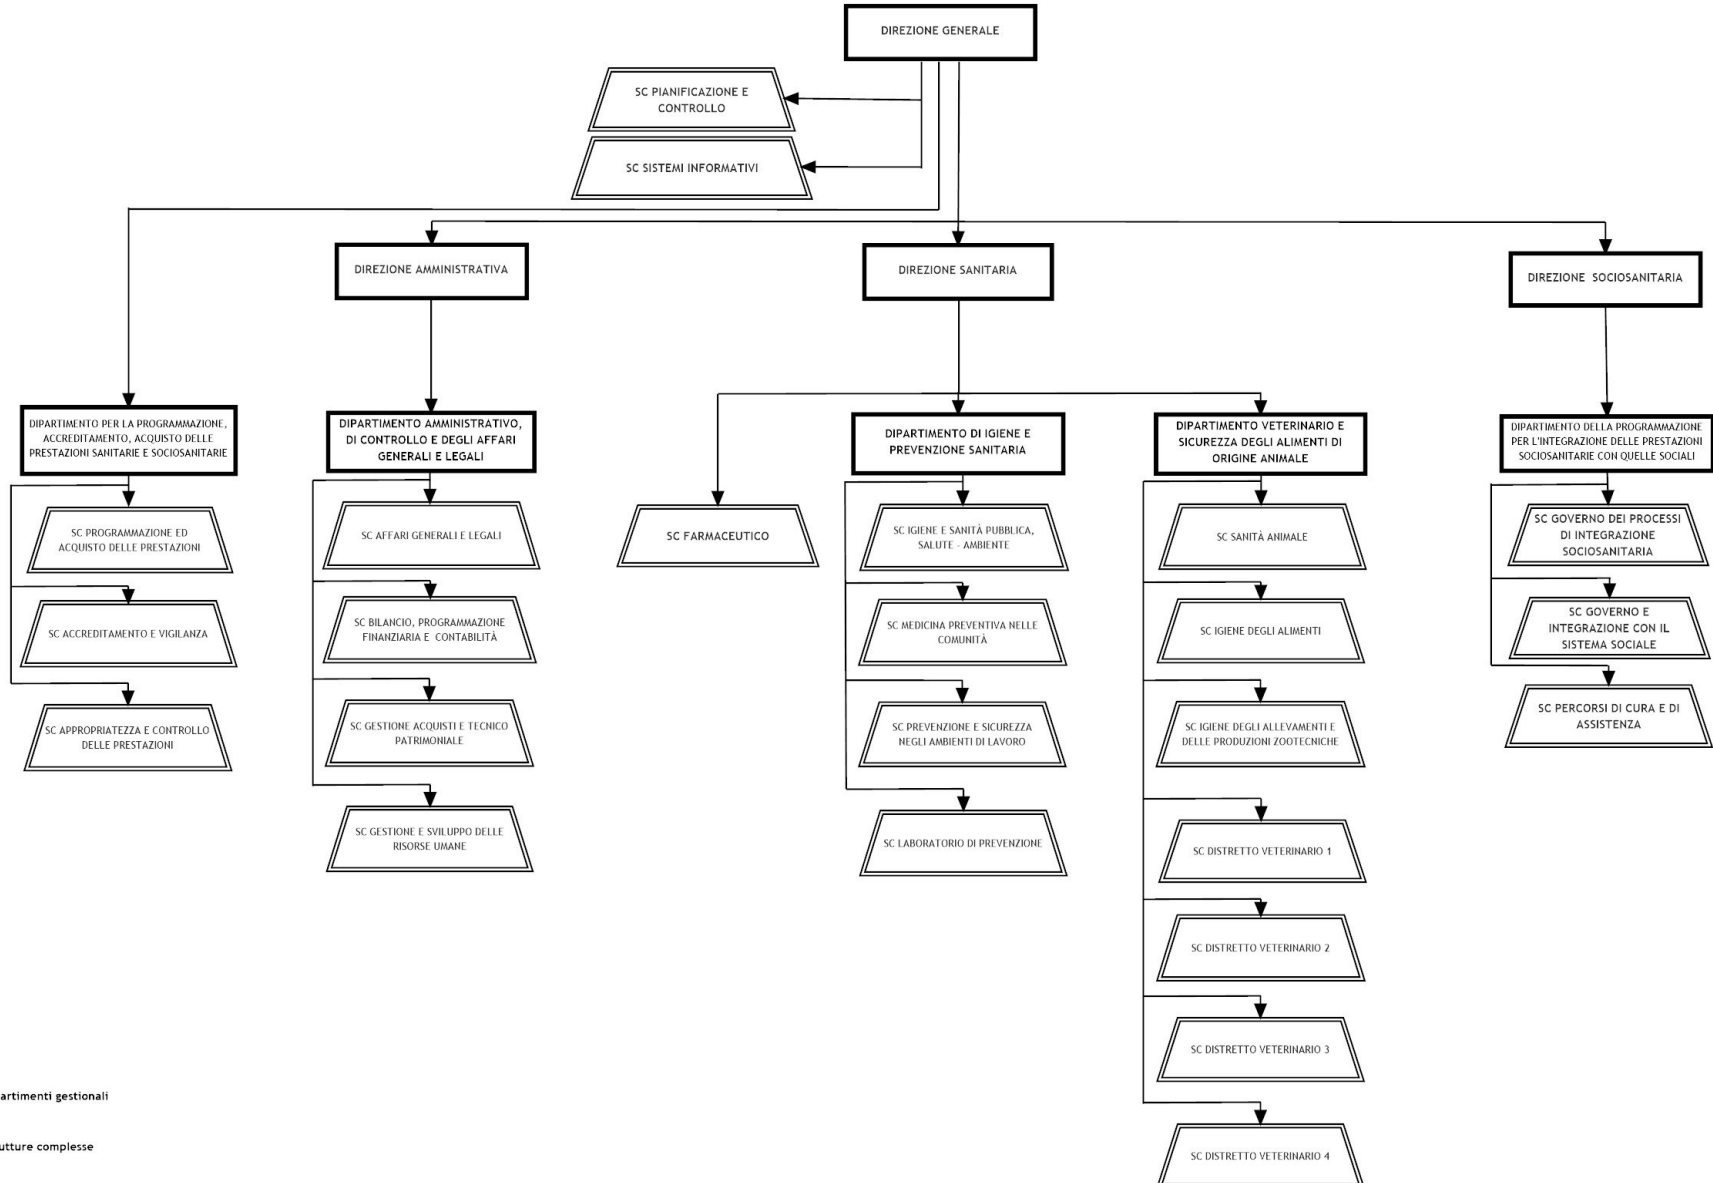 DIREZIONE GENERALE
SC PIANIFICAZIONE E
CONTROLLO
SC SISTEMI INFORMATIVI
DIREZIONE AMMINISTRATIVA
DIREZIONE SANITARIA
DIREZIONE SOCIOSANITARIA
DIPARTIMENTO PER LA PROGRAMMAZIONE,
ACCREDITAMENTO, ACQUISTO DELLE
PRESTAZIONI SANITARIE E SOCIOSANITARIE
SC PROGRAMMAZIONE ED
ACQUISTO DELLE PRESTAZIONI
SC ACCREDITAMENTO E VIGILANZA
SC APPROPRIATEZZA E CONTROLLO
DELLE PRESTAZIONI
DIPARTIMENTO AMMINISTRATIVO,
DI CONTROLLO E DEGLI AFFARI
GENERALI E LEGALI
SC AFFARI GENERALI E LEGALI
SC BILANCIO, PROGRAMMAZIONE
FINANZIARIA E CONTABILITÀ
SC GESTIONE ACQUISTI E TECNICO
PATRIMONIALE
SC GESTIONE E SVILUPPO DELLE
RISORSE UMANE
SC FARMACEUTICO
DIPARTIMENTO DI IGIENE E
PREVENZIONE SANITARIA
SC IGIENE E SANITÀ PUBBLICA,
SALUTE - AMBIENTE
SC MEDICINA PREVENTIVA NELLE
COMUNITÀ
SC PREVENZIONE E SICUREZZA
NEGLI AMBIENTI DI LAVORO
SC LABORATORIO DI PREVENZIONE
DIPARTIMENTO VETERINARIO E
SICUREZZA DEGLI ALIMENTI DI
ORIGINE ANIMALE
SC SANITÀ ANIMALE
SC IGIENE DEGLI ALIMENTI
SC IGIENE DEGLI ALLEVAMENTI E
DELLE PRODUZIONI ZOOTECNICHE
SC DISTRETTO VETERINARIO 1
SC DISTRETTO VETERINARIO 2
SC DISTRETTO VETERINARIO 3
SC DISTRETTO VETERINARIO 4
DIPARTIMENTO DELLA PROGRAMMAZIONE
PER L'INTEGRAZIONE DELLE PRESTAZIONI
SOCIOSANITARIE CON QUELLE SOCIALI
SC GOVERNO DEI PROCESSI
DI INTEGRAZIONE
SOCIOSANITARIA
SC GOVERNO E
INTEGRAZIONE CON IL
SISTEMA SOCIALE
SC PERCORSI DI CURA E DI
ASSISTENZA
artimenti gestionali
utture complesse